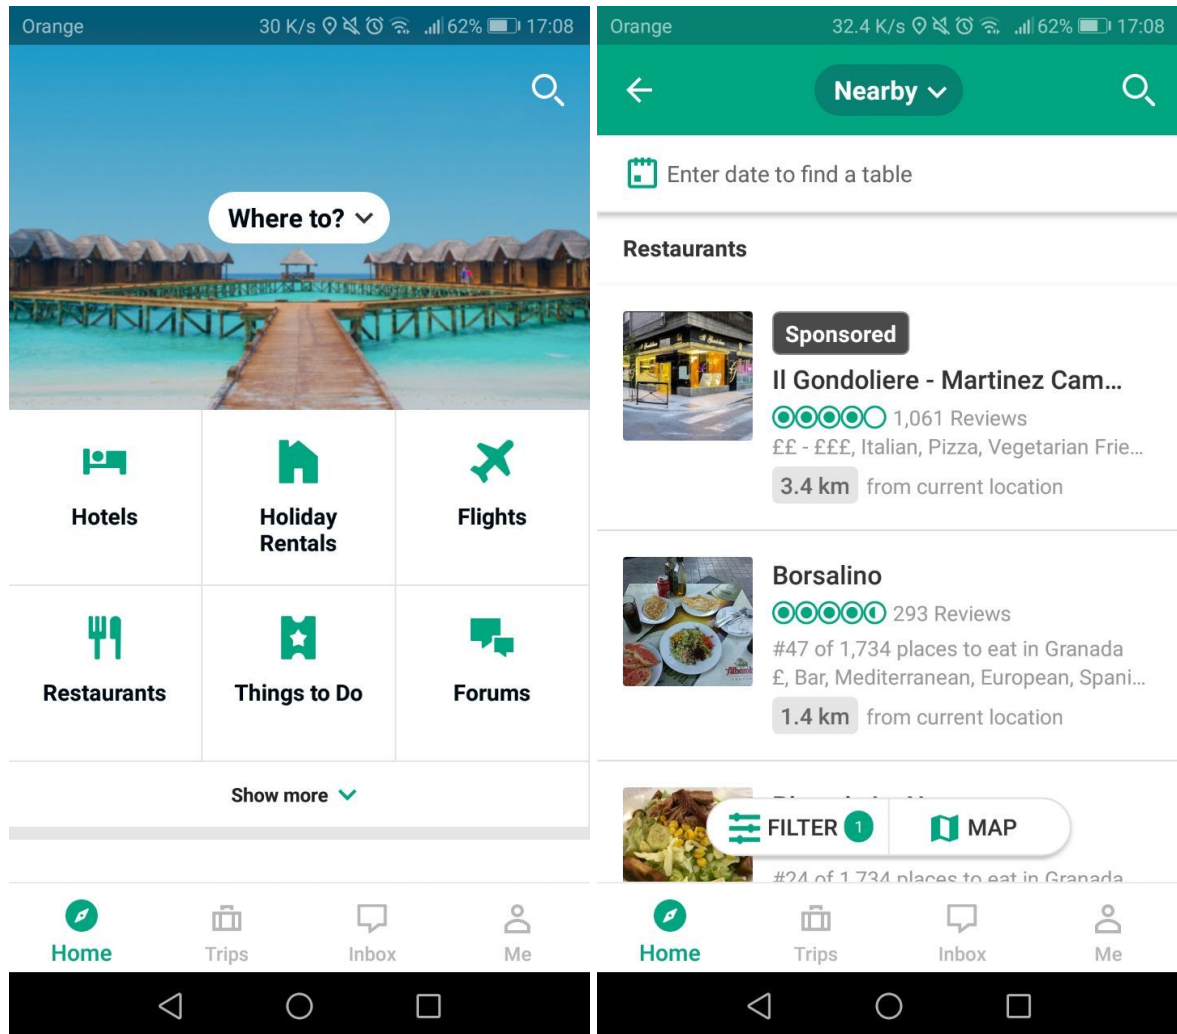 Orange 30 K/s 62% 17:08
Where to?
Hotels
Holiday
Rentals
Flights
Restaurants
Things to Do
Forums
Show more
Home
Trips
Inbox
Me
Orange 32.4 K/s 62% 17:08
Nearby
Enter date to find a table
Restaurants
Sponsored
Il Gondoliere - Martinez Cam...
1,061 Reviews
££ - £££, Italian, Pizza, Vegetarian Frie...
3.4 km from current location
Borsalino
293 Reviews
#47 of 1,734 places to eat in Granada
£, Bar, Mediterranean, European, Spani...
1.4 km from current location
FILTER 1
MAP
#24 of 1,734 places to eat in Granada
Home
Trips
Inbox
Me